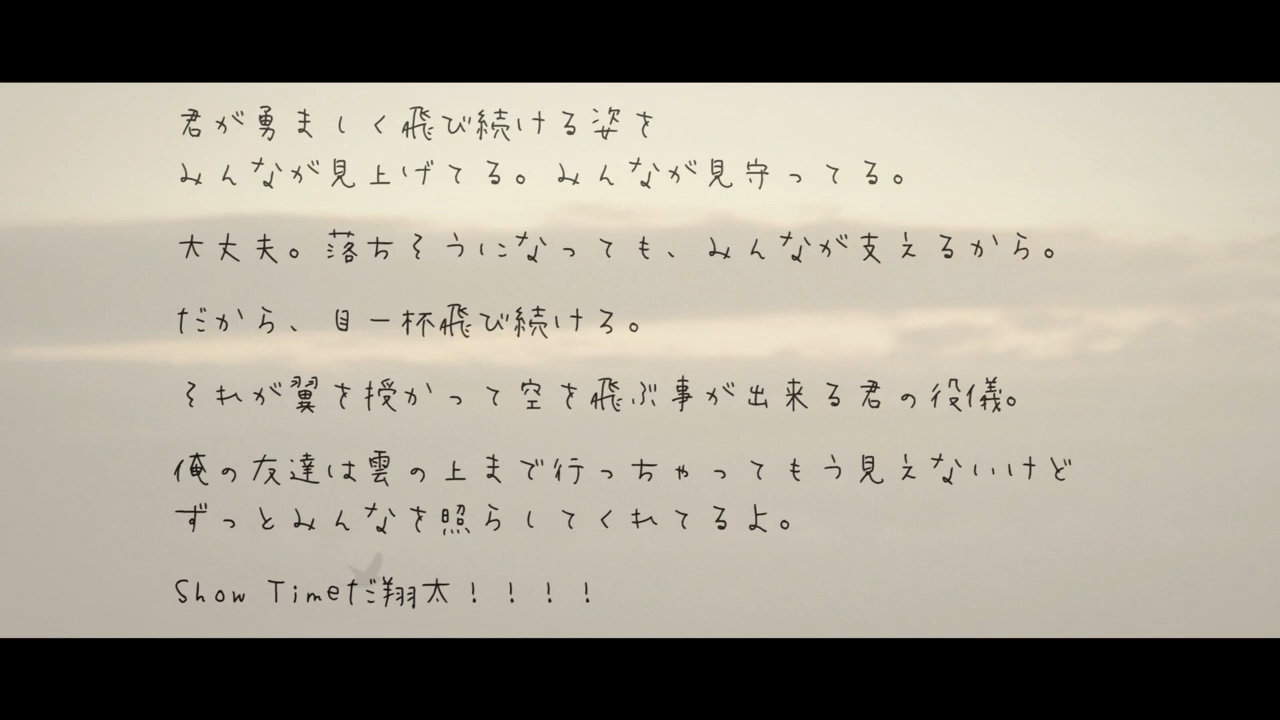 君が勇ましく飛び続ける姿を
みんなが見上げてる。みんなが見守ってる。
大丈夫。落ちそうになっても、みんなが支えるから。
だから、目一杯飛び続けろ。
それが翼を授かって空を飛ぶ事が出来る君の役儀。
俺の友達は雲の上まで行っちゃってもう見えないけど
ずっとみんなを照らしてくれてるよ。
Show Timeだ翔太！！！！